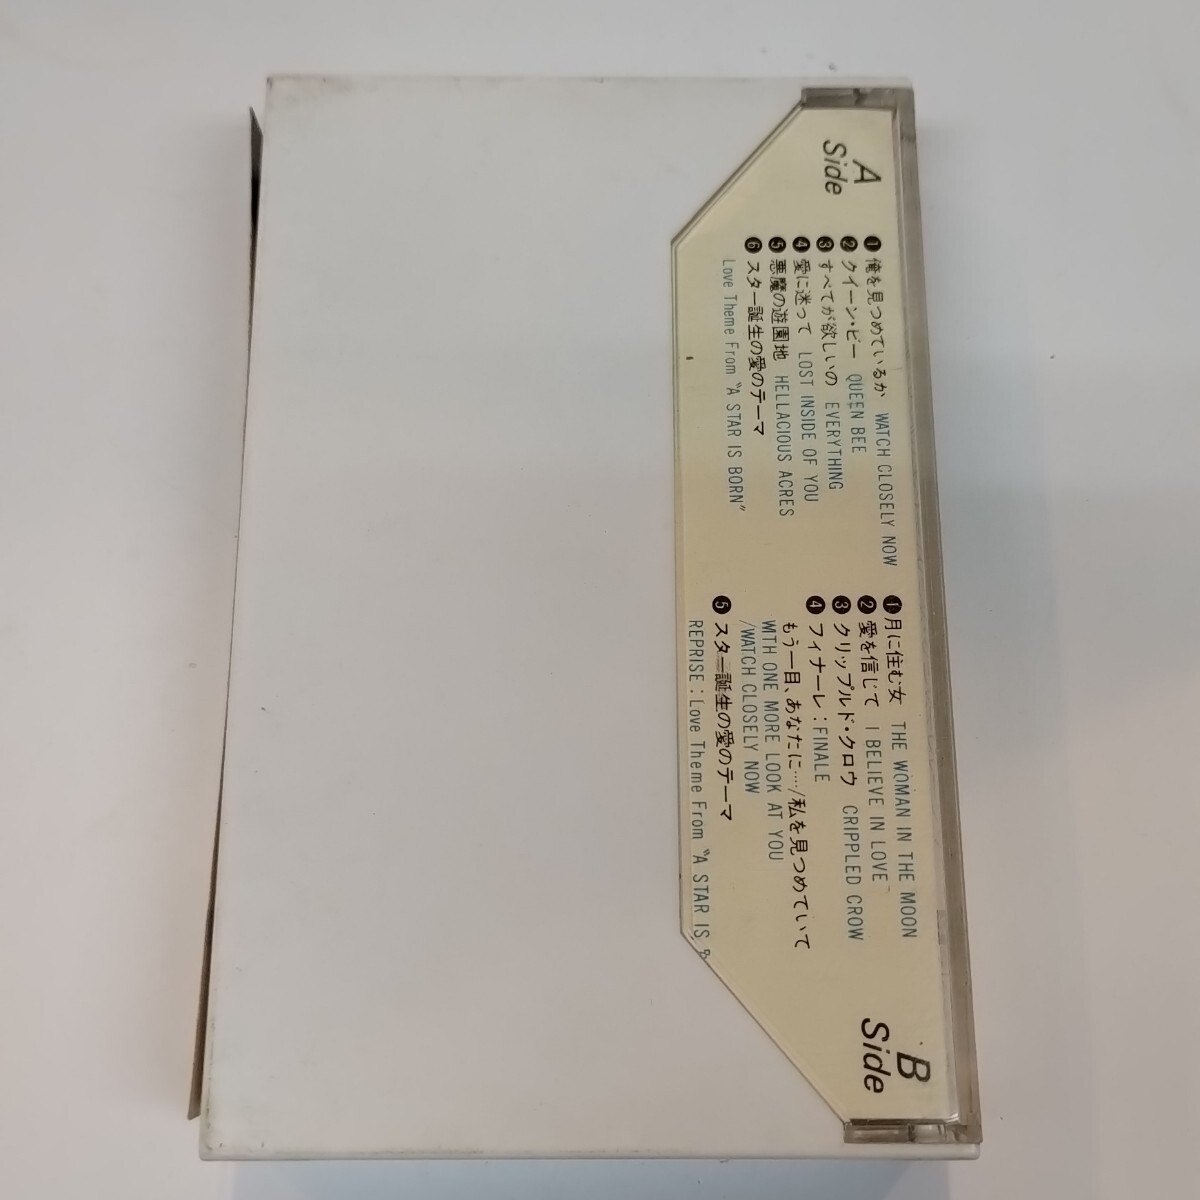 A
Side
❶ 俺を見つめているか WATCH CLOSELY NOW
❷ クイーン・ビー QUEEN BEE
❸ すべてが欲しいの EVERYTHING
❹ 愛に迷って LOST INSIDE OF YOU
❺ 悪魔の遊園地 HELLACIOUS ACRES
❻ スター誕生の愛のテーマ
Love Theme From "A STAR IS BORN"
❶ 月に住む女 THE WOMAN IN THE MOON
❷ 愛を信じて I BELIEVE IN LOVE
❸ クリップルド・クロウ CRIPPLED CROW
❹ フィナーレ:FINALE
もう一目、あなたに…/私を見つめていて
WITH ONE MORE LOOK AT YOU
/WATCH CLOSELY NOW
❺ スター誕生の愛のテーマ
REPRISE:Love Theme From "A STAR IS
B
Side